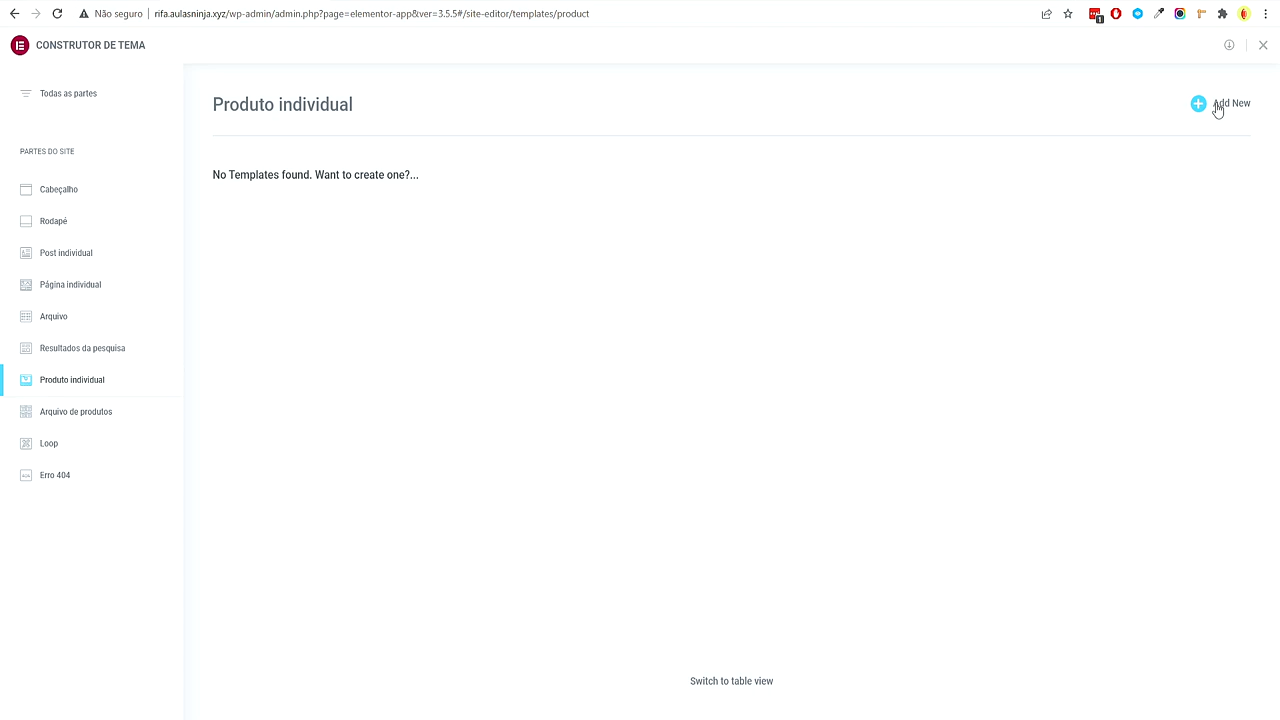 Não seguro
rifa.aulasninja.xyz/wp-admin/admin.php?page=elementor-app&ver=3.5.5#/site-editor/templates/product
1
CONSTRUTOR DE TEMA
Todas as partes
PARTES DO SITE
Cabeçalho
Rodapé
Post individual
Página individual
Arquivo
Resultados da pesquisa
Produto individual
Arquivo de produtos
Loop
Erro 404
Produto individual
Add New
No Templates found. Want to create one?...
Switch to table view